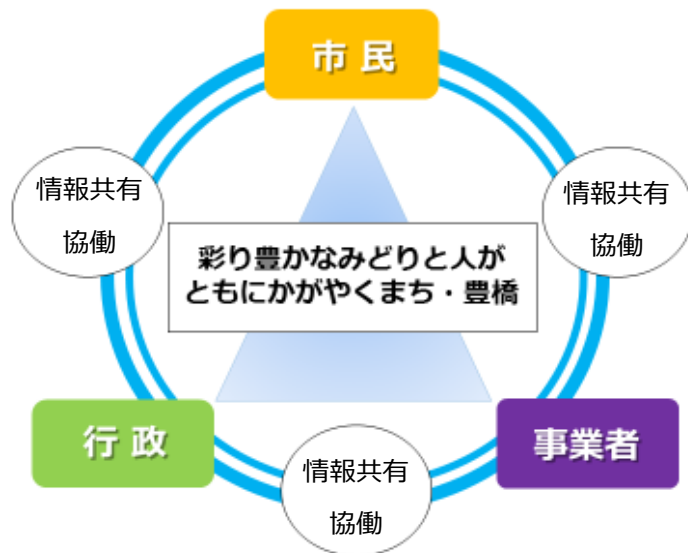 市 民
情報共有
協働
情報共有
協働
彩り豊かなみどりと人が
ともにかがやくまち・豊橋
行 政
事業者
情報共有
協働